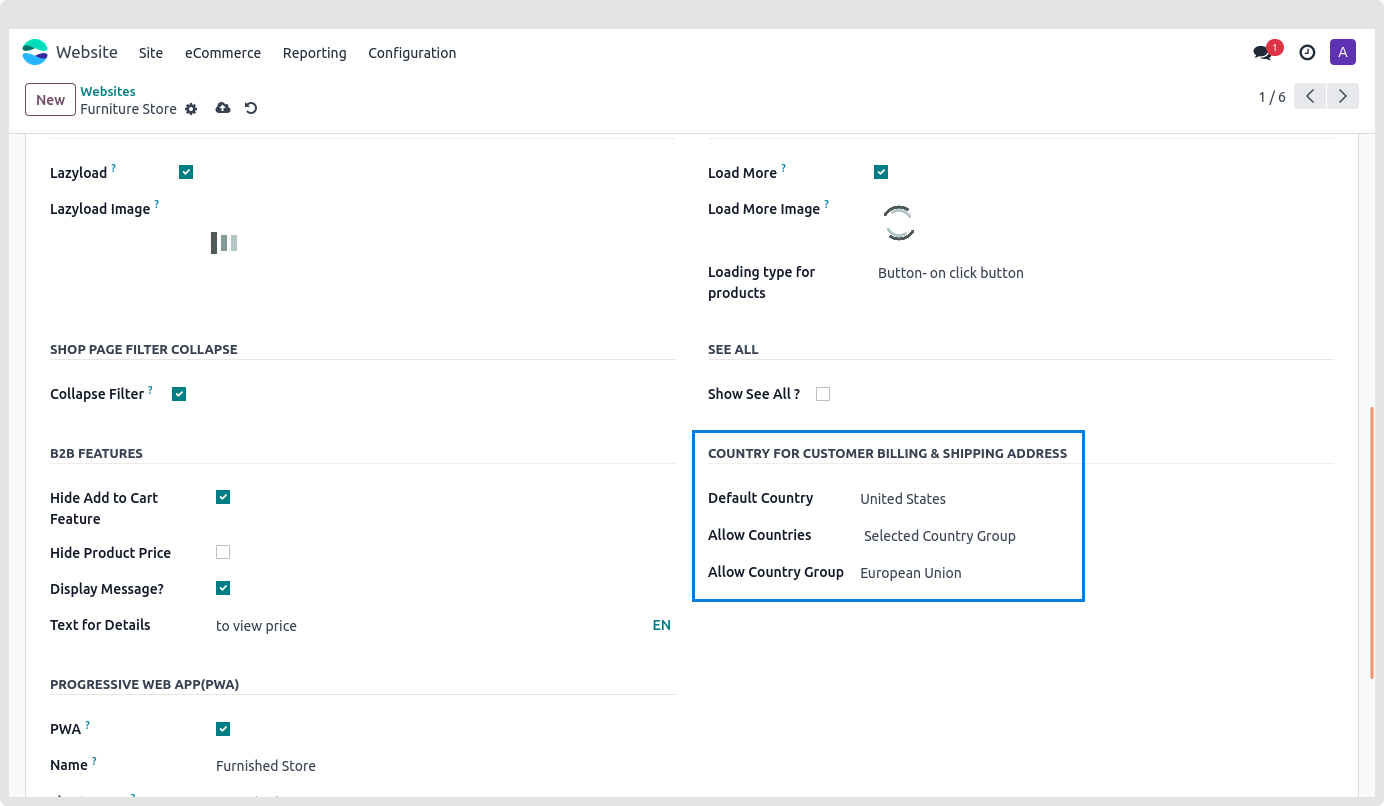 Website Site eCommerce Reporting Configuration 1 A
New Websites
Furniture Store 1 / 6
Lazyload ? Load More ?
Lazyload Image ? Load More Image ?
Loading type for products Button- on click button
SHOP PAGE FILTER COLLAPSE SEE ALL
Collapse Filter ? Show See All ?
B2B FEATURES COUNTRY FOR CUSTOMER BILLING & SHIPPING ADDRESS
Hide Add to Cart Default Country United States
Feature
Allow Countries Selected Country Group
Hide Product Price
Allow Country Group European Union
Display Message?
Text for Details to view price EN
PROGRESSIVE WEB APP(PWA)
PWA ?
Name ? Furnished Store